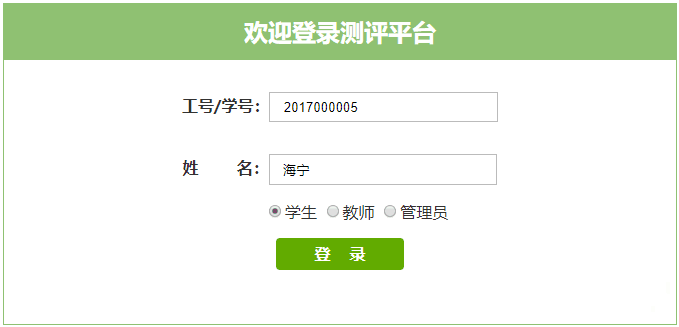 欢迎登录测评平台
工号/学号： 2017000005
姓 名： 海宁
学生 教师 管理员
登 录